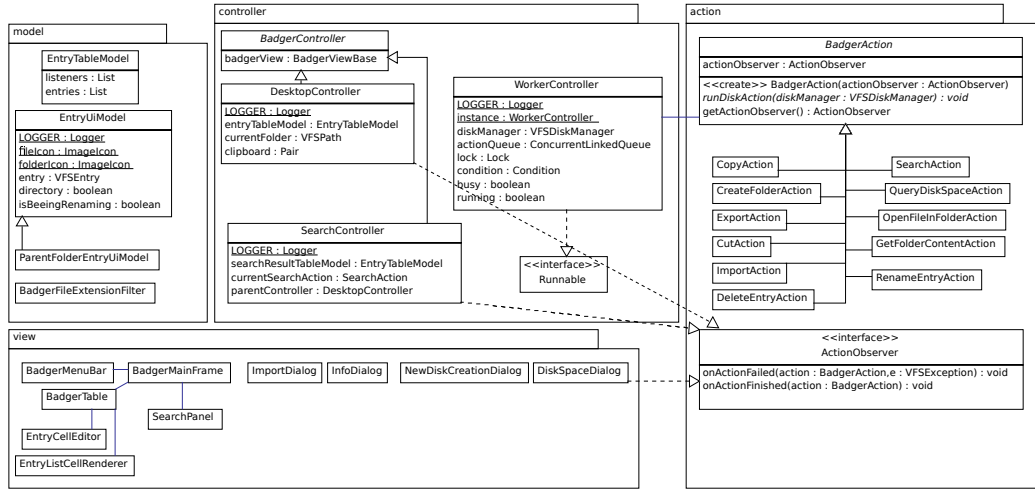 model
EntryTableModel
listeners : List
entries : List
EntryUiModel
LOGGER : Logger
fileIcon : ImageIcon
folderIcon : ImageIcon
entry : VFSEntry
directory : boolean
isBeeingRenaming : boolean
ParentFolderEntryUiModel
BadgerFileExtensionFilter
controller
BadgerController
badgerView : BadgerViewBase
DesktopController
LOGGER : Logger
entryTableModel : EntryTableModel
currentFolder : VFSPath
clipboard : Pair
WorkerController
LOGGER : Logger
instance : WorkerController
diskManager : VFSDiskManager
actionQueue : ConcurrentLinkedQueue
lock : Lock
condition : Condition
busy : boolean
running : boolean
SearchController
LOGGER : Logger
searchResultTableModel : EntryTableModel
currentSearchAction : SearchAction
parentController : DesktopController
<<interface>>
Runnable
action
BadgerAction
actionObserver : ActionObserver
<<create>> BadgerAction(actionObserver : ActionObserver)
runDiskAction(diskManager : VFSDiskManager) : void
getActionObserver() : ActionObserver
CopyAction
SearchAction
CreateFolderAction
QueryDiskSpaceAction
ExportAction
OpenFileInFolderAction
CutAction
GetFolderContentAction
ImportAction
RenameEntryAction
DeleteEntryAction
<<interface>>
ActionObserver
onActionFailed(action : BadgerAction,e : VFSException) : void
onActionFinished(action : BadgerAction) : void
view
BadgerMenuBar
BadgerMainFrame
ImportDialog
InfoDialog
NewDiskCreationDialog
DiskSpaceDialog
BadgerTable
SearchPanel
EntryCellEditor
EntryListCellRenderer